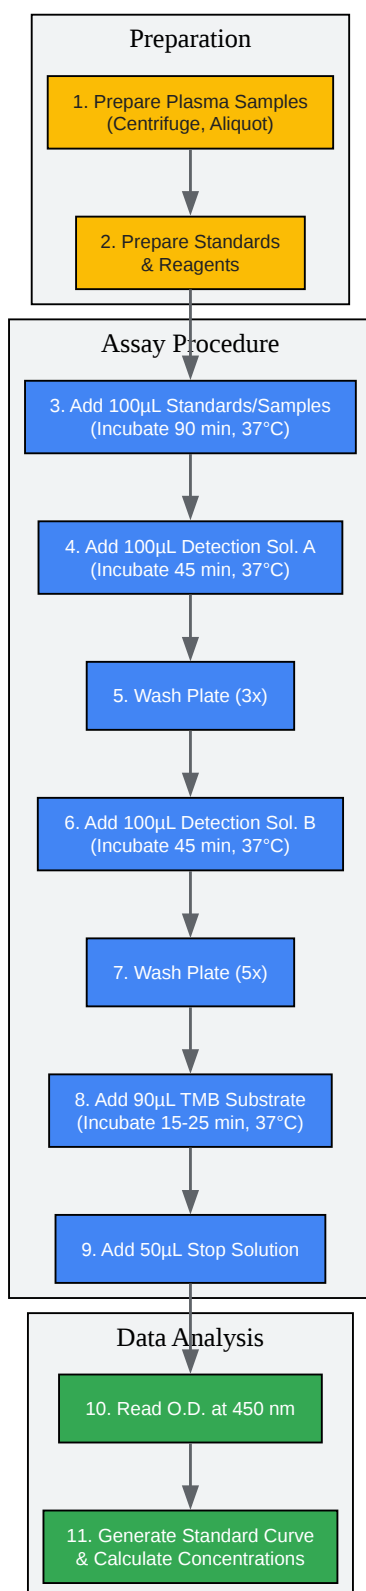 Preparation
1. Prepare Plasma Samples
(Centrifuge, Aliquot)
2. Prepare Standards
& Reagents
Assay Procedure
3. Add 100µL Standards/Samples
(Incubate 90 min, 37°C)
4. Add 100µL Detection Sol. A
(Incubate 45 min, 37°C)
5. Wash Plate (3x)
6. Add 100µL Detection Sol. B
(Incubate 45 min, 37°C)
7. Wash Plate (5x)
8. Add 90µL TMB Substrate
(Incubate 15-25 min, 37°C)
9. Add 50µL Stop Solution
Data Analysis
10. Read O.D. at 450 nm
11. Generate Standard Curve
& Calculate Concentrations